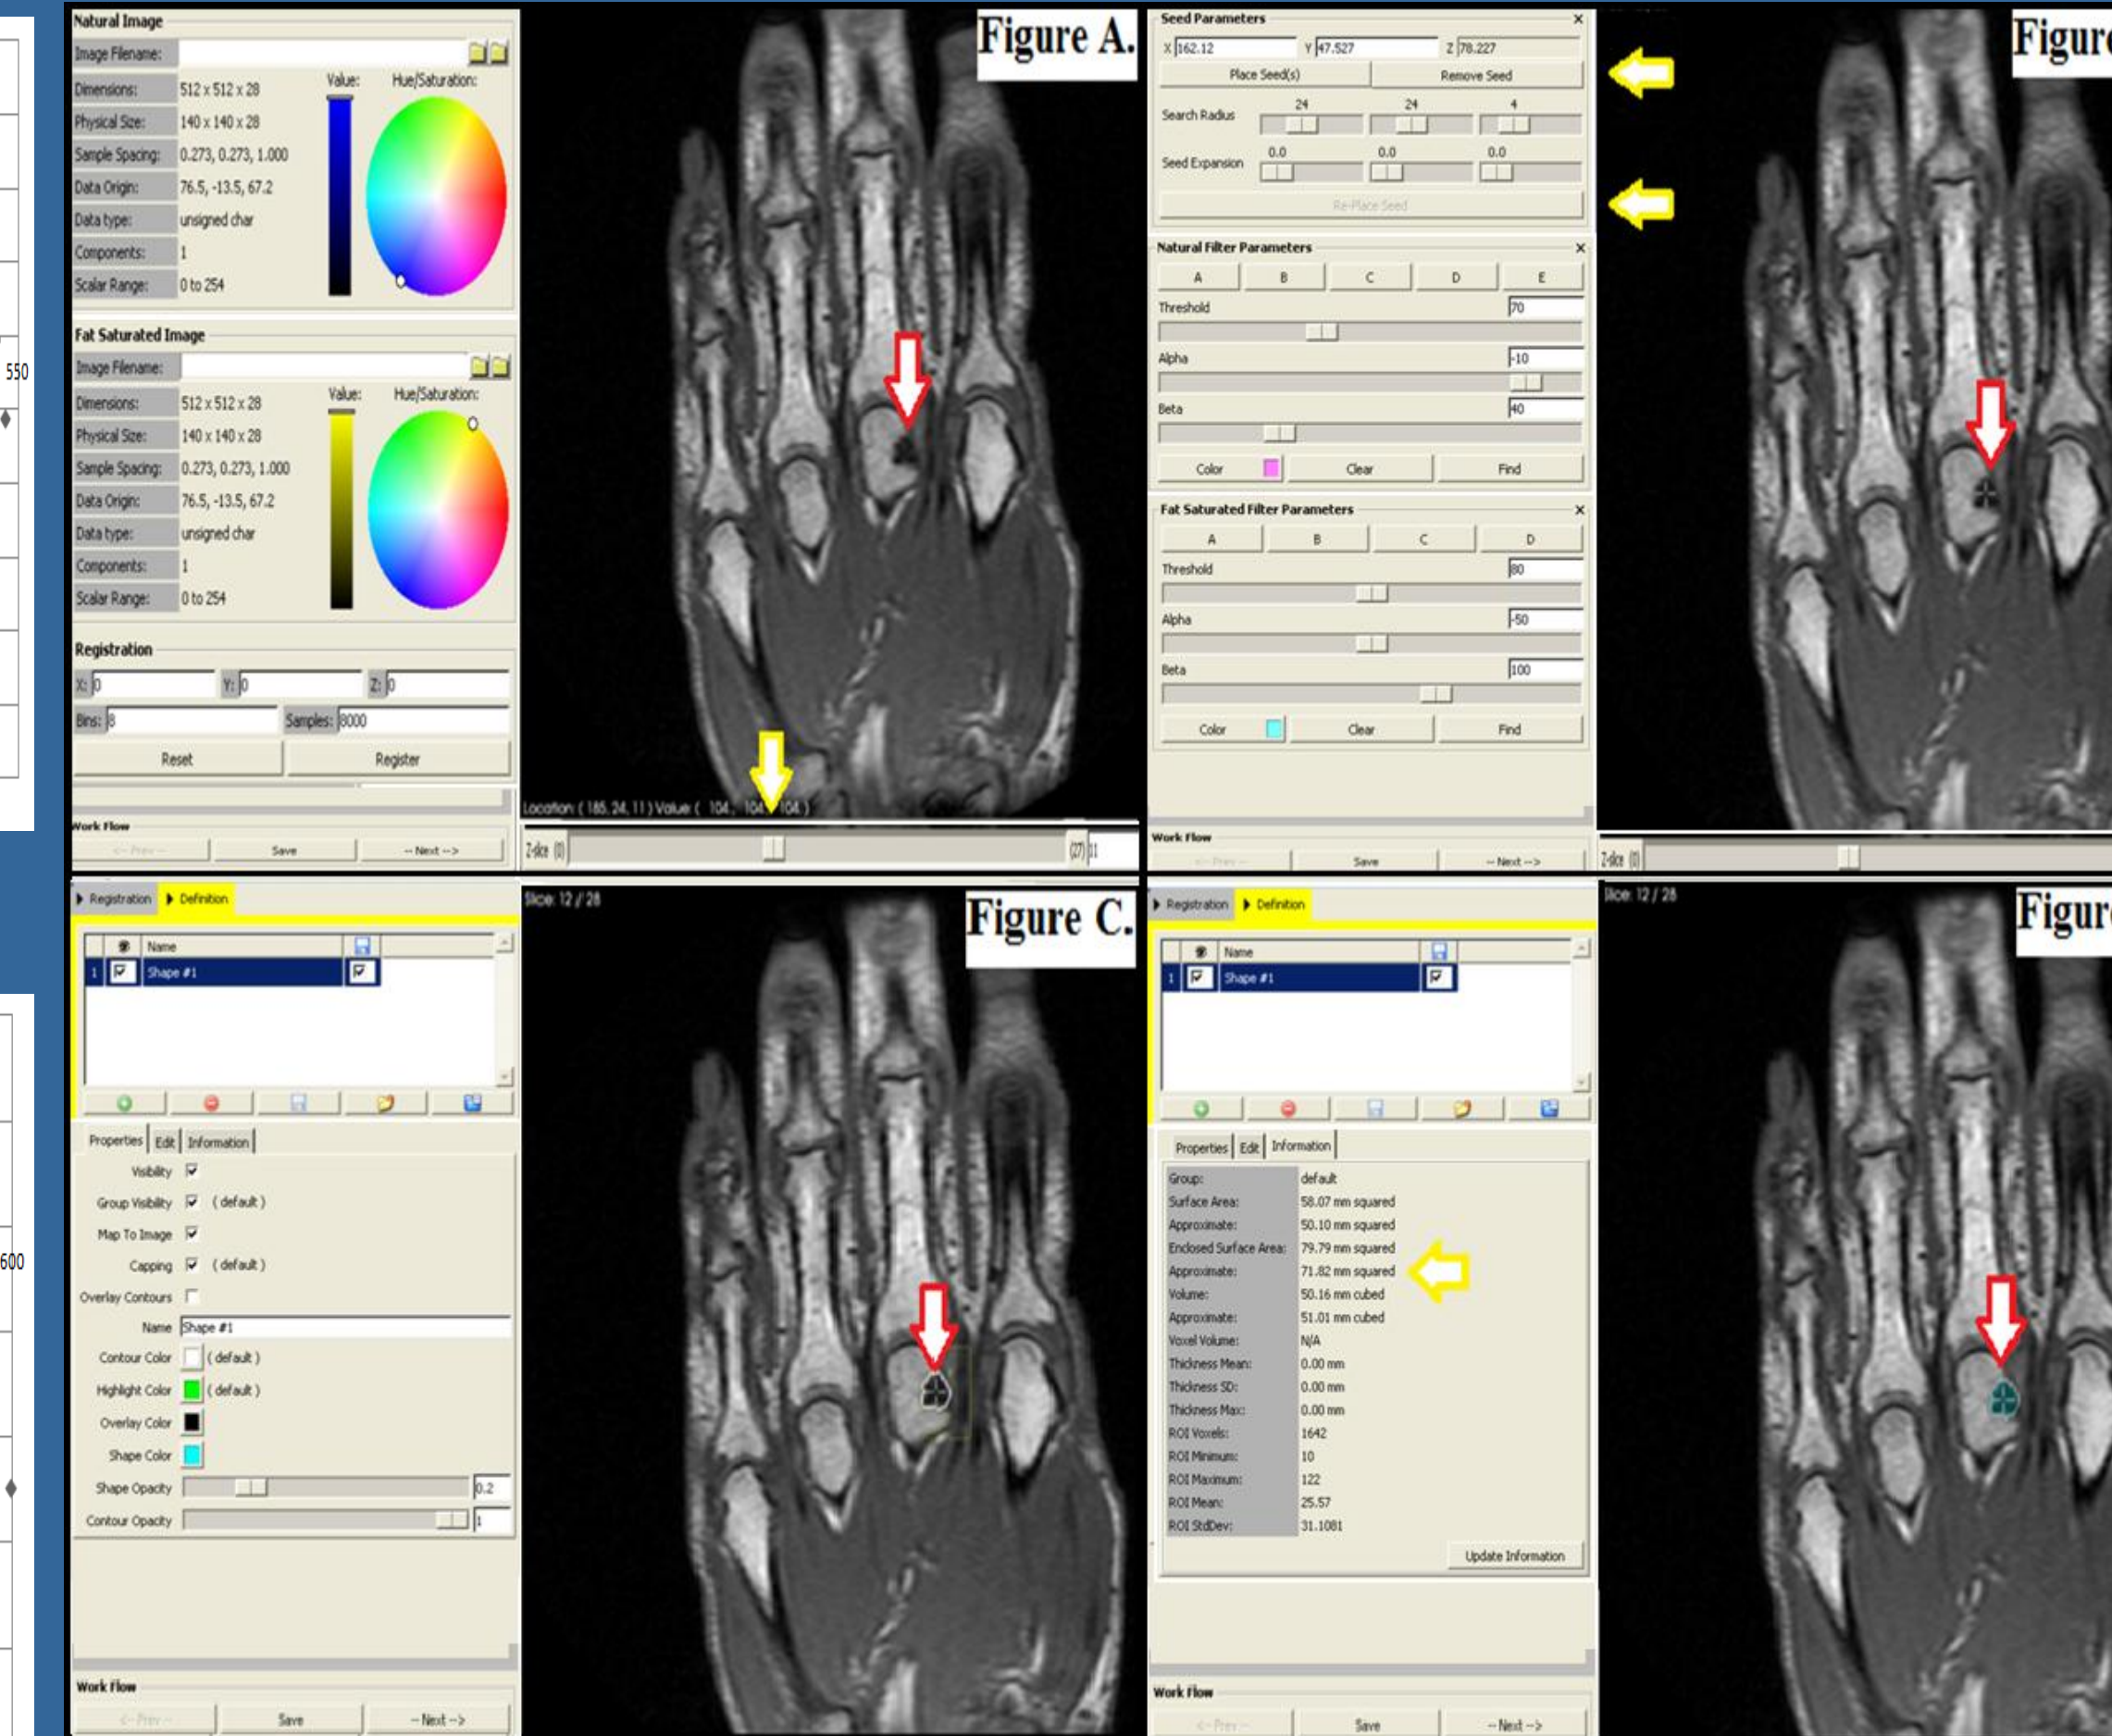 550
600
Natural Image
Image Filename:
Dimensions: 512 x 512 x 28
Value: Hue/Saturation:
Physical Size: 140 x 140 x 28
Sample Spacing: 0.273, 0.273, 1.000
Data Origin: 76.5, -13.5, 67.2
Data type: unsigned char
Components: 1
Scalar Range: 0 to 254
Fat Saturated Image
Image Filename:
Dimensions: 512 x 512 x 28
Value: Hue/Saturation:
Physical Size: 140 x 140 x 28
Sample Spacing: 0.273, 0.273, 1.000
Data Origin: 76.5, -13.5, 67.2
Data type: unsigned char
Components: 1
Scalar Range: 0 to 254
Registration
X: 0 Y: 0 Z: 0
Bins: 8 Samples: 8000
Reset Register
Work Flow
<-- Prev -- Save -- Next -->
Figure A.
Location: ( 185, 24, 11 ) Value: ( 104, 104, 104, )
Z-slice (0) (27) 11
Seed Parameters X
X 162.12 Y 47.527 Z 78.227
Place Seed(s) Remove Seed
24 24 4
Search Radius
0.0 0.0 0.0
Seed Expansion
Re-Place Seed
Natural Filter Parameters X
A B C D E
Threshold 70
Alpha -10
Beta 40
Color Clear Find
Fat Saturated Filter Parameters X
A B C D
Threshold 80
Alpha -50
Beta 100
Color Clear Find
Work Flow
<-- Prev -- Save -- Next -->
Figure
Z-slice (0)
Registration Definition
Name
1 Shape #1
Properties Edit Information
Visibility
Group Visibility ( default )
Map To Image
Capping ( default )
Overlay Contours
Name Shape #1
Contour Color ( default )
Highlight Color ( default )
Overlay Color
Shape Color
Shape Opacity 0.2
Contour Opacity 1
Work Flow
<-- Prev -- Save -- Next -->
Slice: 12 / 28
Figure C.
Registration Definition
Name
1 Shape #1
Properties Edit Information
Group: default
Surface Area: 58.07 mm squared
Approximate: 50.10 mm squared
Enclosed Surface Area: 79.79 mm squared
Approximate: 71.82 mm squared
Volume: 50.16 mm cubed
Approximate: 51.01 mm cubed
Voxel Volume: N/A
Thickness Mean: 0.00 mm
Thickness SD: 0.00 mm
Thickness Max: 0.00 mm
ROI Voxels: 1642
ROI Minimum: 10
ROI Maximum: 122
ROI Mean: 25.57
ROI StdDev: 31.1081
Update Information
Work Flow
<-- Prev -- Save -- Next -->
Slice: 12 / 28
Figure